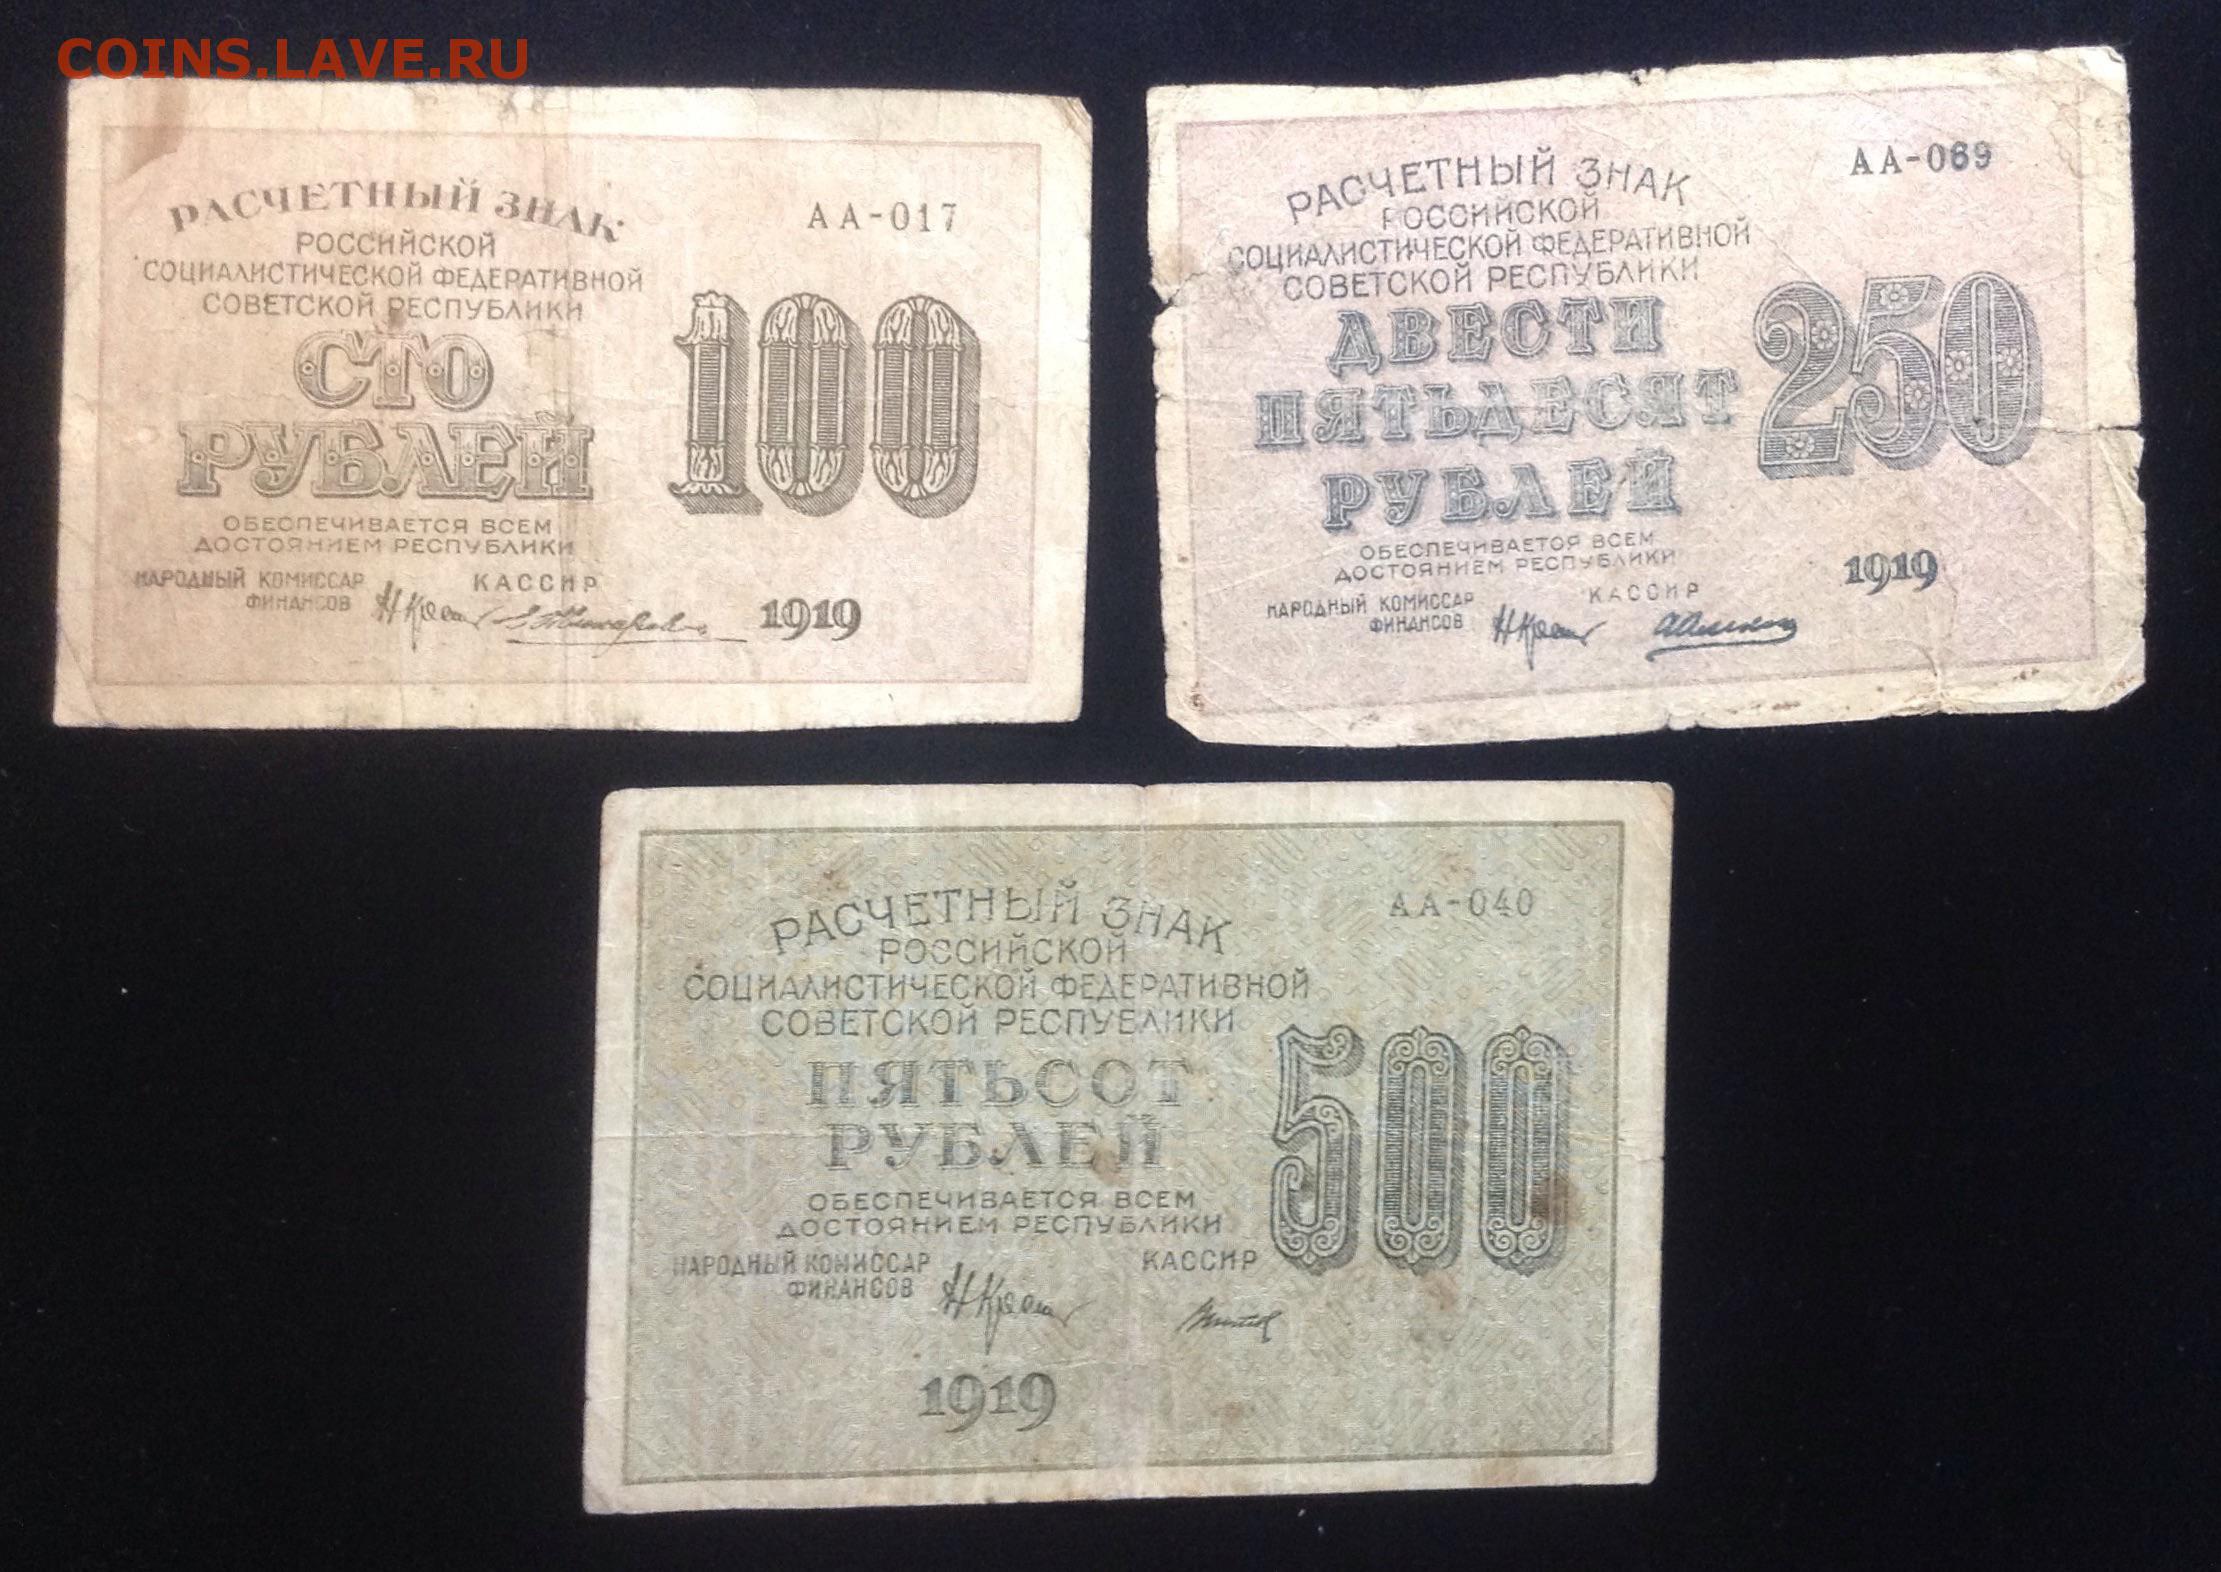 COINS.LAVE.RU
РАСЧЕТНЫЙ ЗНАК
РОССИЙСКОЙ
СОЦИАЛИСТИЧЕСКОЙ ФЕДЕРАТИВНОЙ
СОВЕТСКОЙ РЕСПУБЛИКИ
СТО
РУБЛЕЙ
ОБЕСПЕЧИВАЕТСЯ ВСЕМ
ДОСТОЯНИЕМ РЕСПУБЛИКИ
НАРОДНЫЙ КОМИССАР
ФИНАНСОВ
КАССИР
АА-017
100
1919
РАСЧЕТНЫЙ ЗНАК
РОССИЙСКОЙ
СОЦИАЛИСТИЧЕСКОЙ ФЕДЕРАТИВНОЙ
СОВЕТСКОЙ РЕСПУБЛИКИ
ДВЕСТИ
ПЯТЬДЕСЯТ
РУБЛЕЙ
ОБЕСПЕЧИВАЕТСЯ ВСЕМ
ДОСТОЯНИЕМ РЕСПУБЛИКИ
НАРОДНЫЙ КОМИССАР
ФИНАНСОВ
КАССИР
АА-069
250
1919
РАСЧЕТНЫЙ ЗНАК
РОССИЙСКОЙ
СОЦИАЛИСТИЧЕСКОЙ ФЕДЕРАТИВНОЙ
СОВЕТСКОЙ РЕСПУБЛИКИ
ПЯТЬСОТ
РУБЛЕЙ
ОБЕСПЕЧИВАЕТСЯ ВСЕМ
ДОСТОЯНИЕМ РЕСПУБЛИКИ
НАРОДНЫЙ КОМИССАР
ФИНАНСОВ
КАССИР
АА-040
500
1919